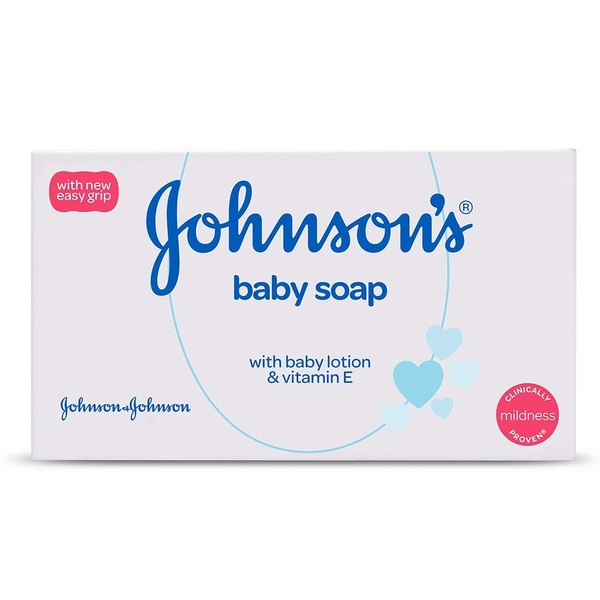 with new
easy grip
Johnson's®
baby soap
with baby lotion
& vitamin E
Johnson & Johnson
CLINICALLY
mildness
PROVEN®